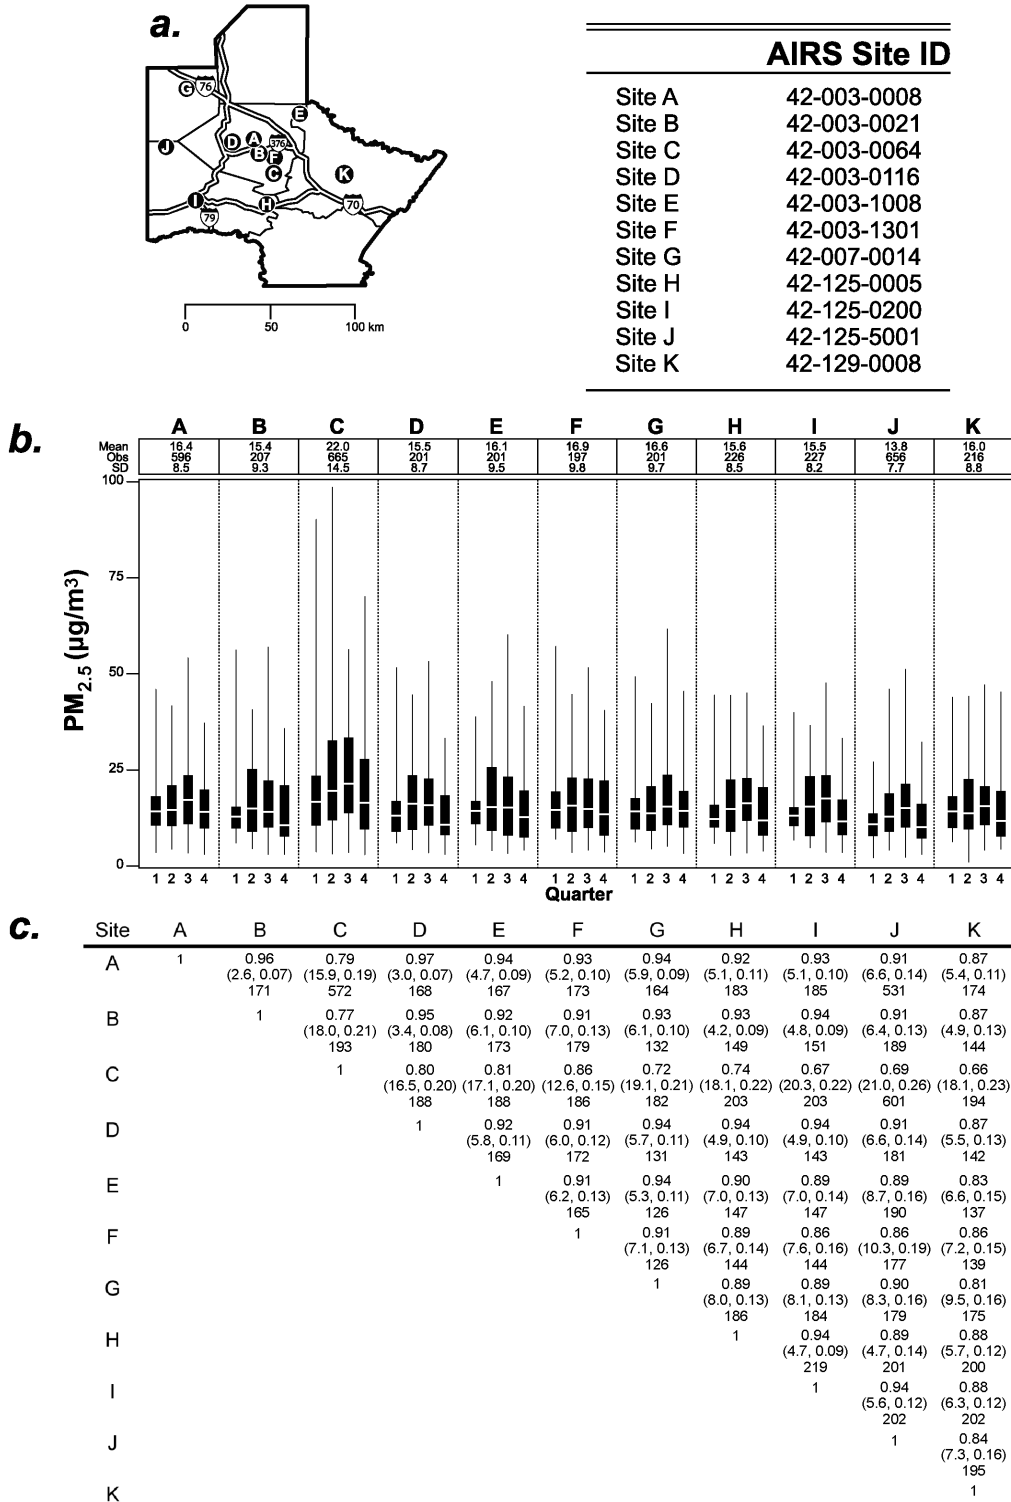 a.
G
76
E
D
A
B
376
F
J
C
K
I
H
70
79
0 50 100 km
AIRS Site ID
Site A 42-003-0008
Site B 42-003-0021
Site C 42-003-0064
Site D 42-003-0116
Site E 42-003-1008
Site F 42-003-1301
Site G 42-007-0014
Site H 42-125-0005
Site I 42-125-0200
Site J 42-125-5001
Site K 42-129-0008
b.
A B C D E F G H I J K
Mean 16.4 15.4 22.0 15.5 16.1 16.9 16.6 15.6 15.5 13.8 16.0
Obs 596 207 665 201 201 197 201 226 227 656 216
SD 8.5 9.3 14.5 8.7 9.5 9.8 9.7 8.5 8.2 7.7 8.8
100
75
50
25
0
PM2.5 (µg/m³)
1 2 3 4 1 2 3 4 1 2 3 4 1 2 3 4 1 2 3 4 1 2 3 4 1 2 3 4 1 2 3 4 1 2 3 4 1 2 3 4 1 2 3 4
Quarter
c.
Site A B C D E F G H I J K
A 1 0.96 0.79 0.97 0.94 0.93 0.94 0.92 0.93 0.91 0.87
(2.6, 0.07) (15.9, 0.19) (3.0, 0.07) (4.7, 0.09) (5.2, 0.10) (5.9, 0.09) (5.1, 0.11) (5.1, 0.10) (6.6, 0.14) (5.4, 0.11)
171 572 168 167 173 164 183 185 531 174
B 1 0.77 0.95 0.92 0.91 0.93 0.93 0.94 0.91 0.87
(18.0, 0.21) (3.4, 0.08) (6.1, 0.10) (7.0, 0.13) (6.1, 0.10) (4.2, 0.09) (4.8, 0.09) (6.4, 0.13) (4.9, 0.13)
193 180 173 179 132 149 151 189 144
C 1 0.80 0.81 0.86 0.72 0.74 0.67 0.69 0.66
(16.5, 0.20) (17.1, 0.20) (12.6, 0.15) (19.1, 0.21) (18.1, 0.22) (20.3, 0.22) (21.0, 0.26) (18.1, 0.23)
188 188 186 182 203 203 601 194
D 1 0.92 0.91 0.94 0.94 0.94 0.91 0.87
(5.8, 0.11) (6.0, 0.12) (5.7, 0.11) (4.9, 0.10) (4.9, 0.10) (6.6, 0.14) (5.5, 0.13)
169 172 131 143 143 181 142
E 1 0.91 0.94 0.90 0.89 0.89 0.83
(6.2, 0.13) (5.3, 0.11) (7.0, 0.13) (7.0, 0.14) (8.7, 0.16) (6.6, 0.15)
165 126 147 147 190 137
F 1 0.91 0.89 0.86 0.86 0.86
(7.1, 0.13) (6.7, 0.14) (7.6, 0.16) (10.3, 0.19) (7.2, 0.15)
126 144 144 177 139
G 1 0.89 0.89 0.90 0.81
(8.0, 0.13) (8.1, 0.13) (8.3, 0.16) (9.5, 0.16)
186 184 179 175
H 1 0.94 0.89 0.88
(4.7, 0.09) (4.7, 0.14) (5.7, 0.12)
219 201 200
I 1 0.94 0.88
(5.6, 0.12) (6.3, 0.12)
202 202
J 1 0.84
(7.3, 0.16)
195
K 1